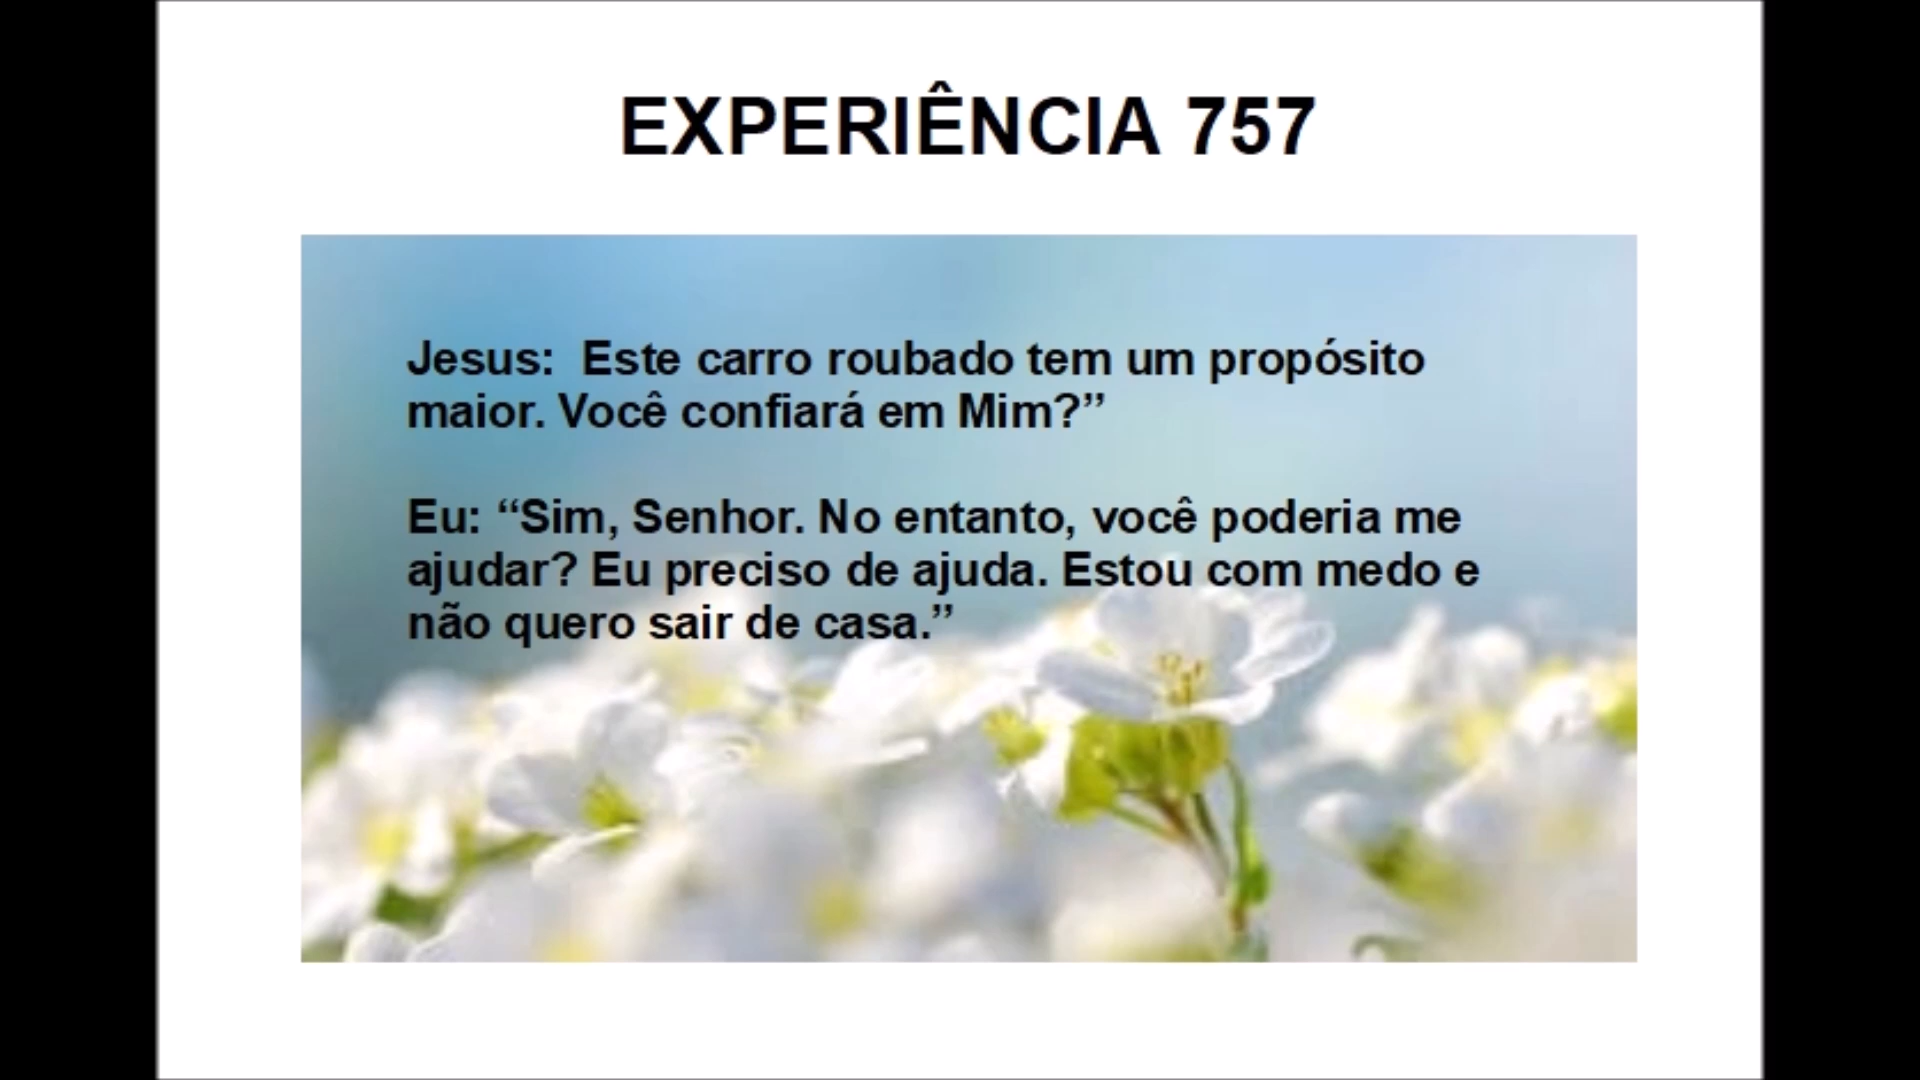 EXPERIÊNCIA 757
Jesus:  Este carro roubado tem um propósito
maior. Você confiará em Mim?”
Eu: “Sim, Senhor. No entanto, você poderia me
ajudar? Eu preciso de ajuda. Estou com medo e
não quero sair de casa.”